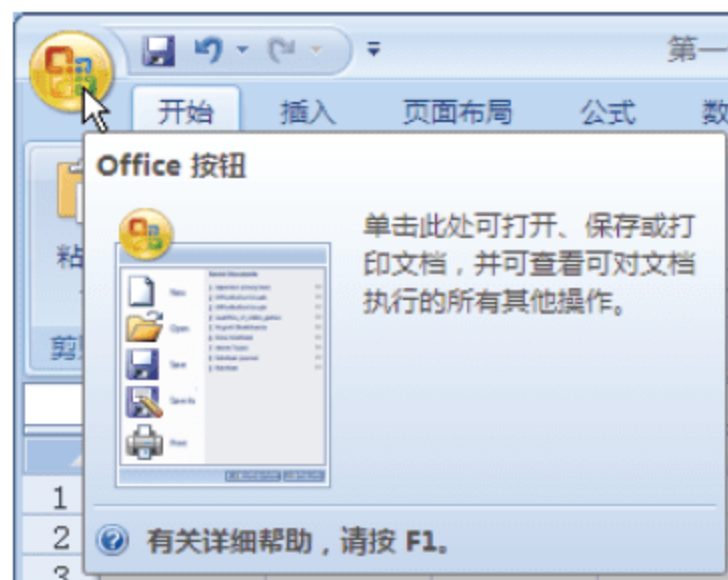 第一
开始 插入 页面布局 公式 数
Office 按钮
粘
单击此处可打开、保存或打
印文档，并可查看可对文档
执行的所有其他操作。
New
Open
Save
Save As
Print
剪
1
2
3
有关详细帮助，请按 F1。